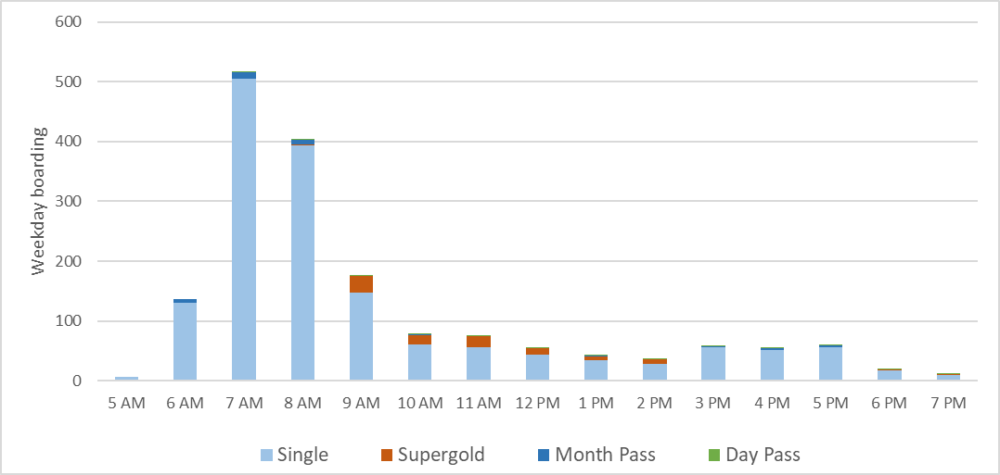 600
500
400
300
200
100
0
Weekday boarding
5 AM 6 AM 7 AM 8 AM 9 AM 10 AM 11 AM 12 PM 1 PM 2 PM 3 PM 4 PM 5 PM 6 PM 7 PM
Single Supergold Month Pass Day Pass